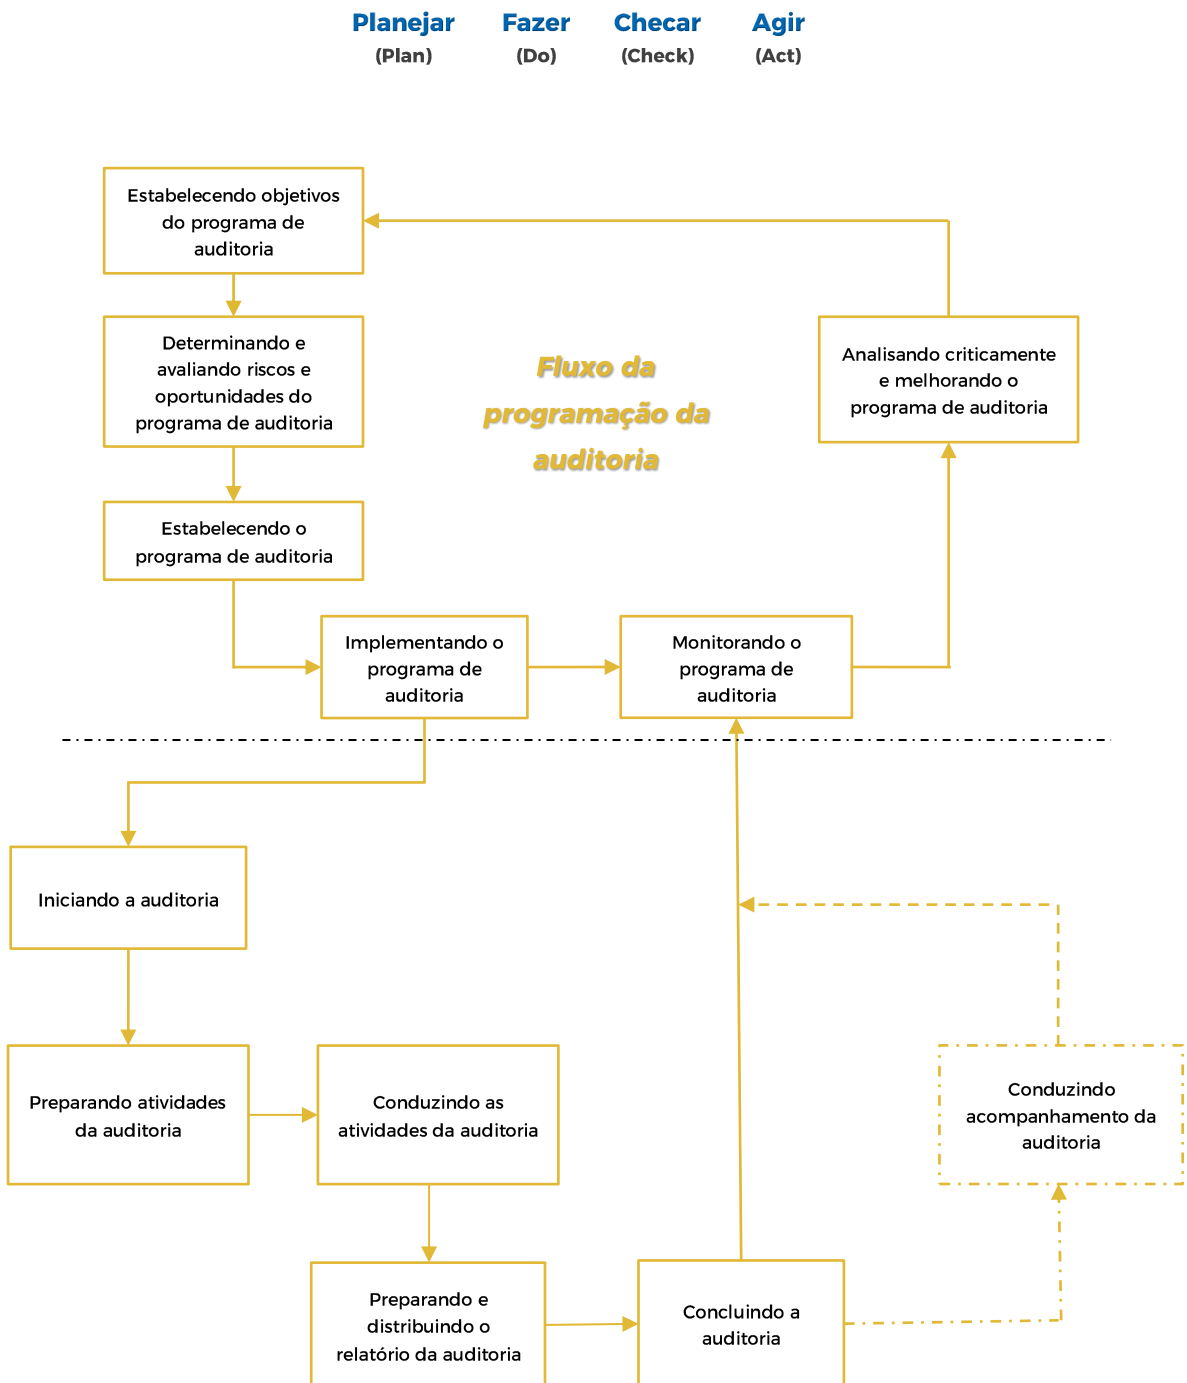 Planejar Fazer Checar Agir
(Plan) (Do) (Check) (Act)
Estabelecendo objetivos
do programa de
auditoria
Determinando e
avaliando riscos e
oportunidades do
programa de auditoria
Fluxo da
programação da
auditoria
Analisando criticamente
e melhorando o
programa de auditoria
Estabelecendo o
programa de auditoria
Implementando o
programa de
auditoria
Monitorando o
programa de
auditoria
Iniciando a auditoria
Preparando atividades
da auditoria
Conduzindo as
atividades da auditoria
Conduzindo
acompanhamento da
auditoria
Preparando e
distribuindo o
relatório da auditoria
Concluindo a
auditoria